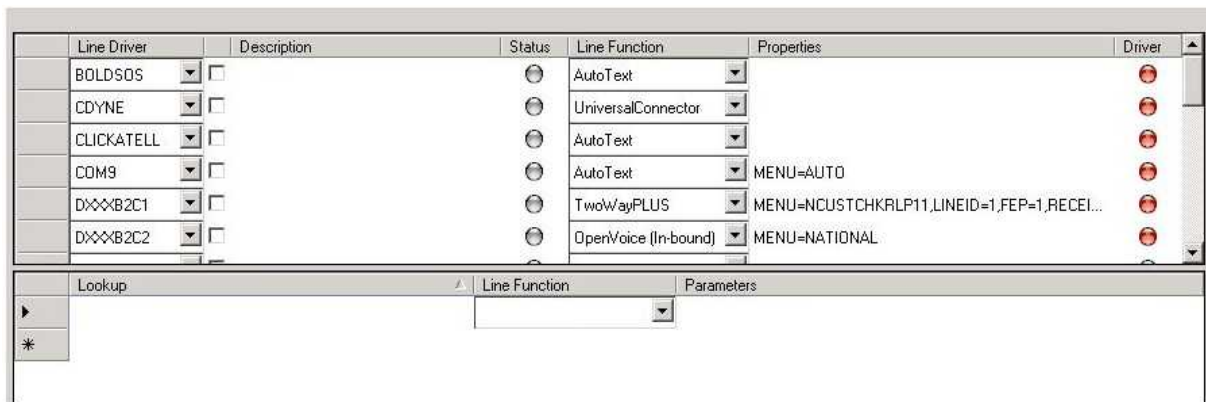 Line Driver Description Status Line Function Properties Driver
BOLDSOS AutoText
CDYNE UniversalConnector
CLICKATELL AutoText
COM9 AutoText MENU=AUTO
DXXXB2C1 TwoWayPLUS MENU=NCUSTCHKRLP11,LINEID=1,FEP=1,RECEI...
DXXXB2C2 OpenVoice (In-bound) MENU=NATIONAL
Lookup Line Function Parameters